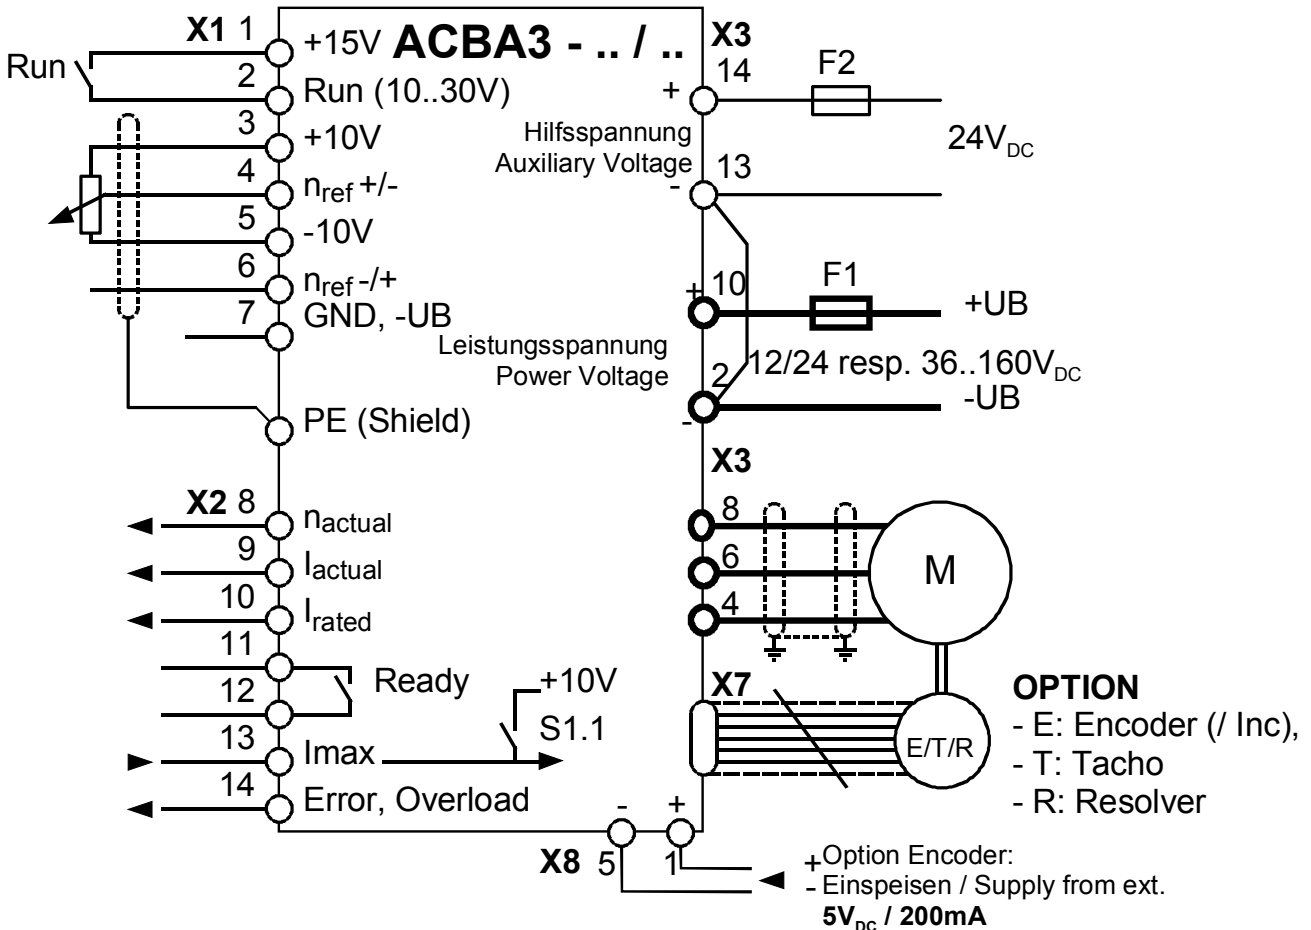 ACBA3 - .. / ..
X1 1 +15V
Run
2 Run (10..30V)
3 +10V
4 nref +/-
5 -10V
6 nref -/+
7 GND, -UB
PE (Shield)
X2 8 nactual
9 Iactual
10 Irated
11
Ready
12
13 Imax
+10V
S1.1
14 Error, Overload
X3
14
+
F2
Hilfsspannung
Auxiliary Voltage
24VDC
13
-
10
+
F1
+UB
Leistungsspannung
Power Voltage
12/24 resp. 36..160VDC
2
-
-UB
X3
8
6
4
M
X7
E/T/R
OPTION
- E: Encoder (/ Inc),
- T: Tacho
- R: Resolver
- +
X8 5 1
+ Option Encoder:
- Einspeisen / Supply from ext.
5VDC / 200mA